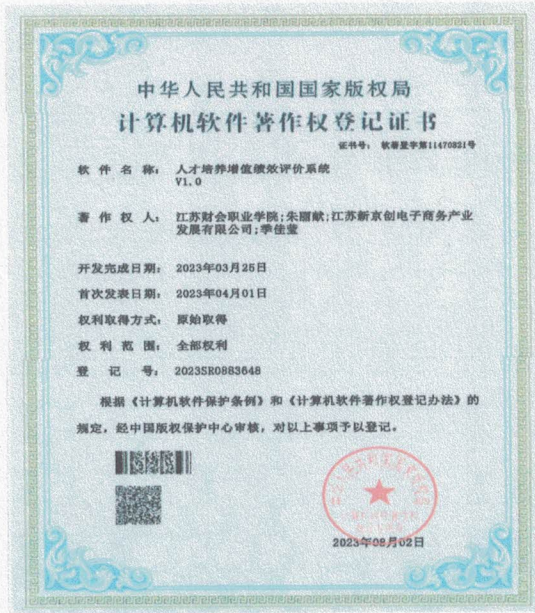 中华人民共和国国家版权局
计算机软件著作权登记证书
证书号： 软著登字第11470821号
软件名称： 人才培养增值绩效评价系统
V1.0
著作权人： 江苏财会职业学院;朱丽献;江苏新京创电子商务产业
发展有限公司;季佳萤
开发完成日期： 2023年03月25日
首次发表日期： 2023年04月01日
权利取得方式： 原始取得
权利范围： 全部权利
登记号： 2023SR0883648
根据《计算机软件保护条例》和《计算机软件著作权登记办法》的
规定，经中国版权保护中心审核，对以上事项予以登记。
2023年08月02日